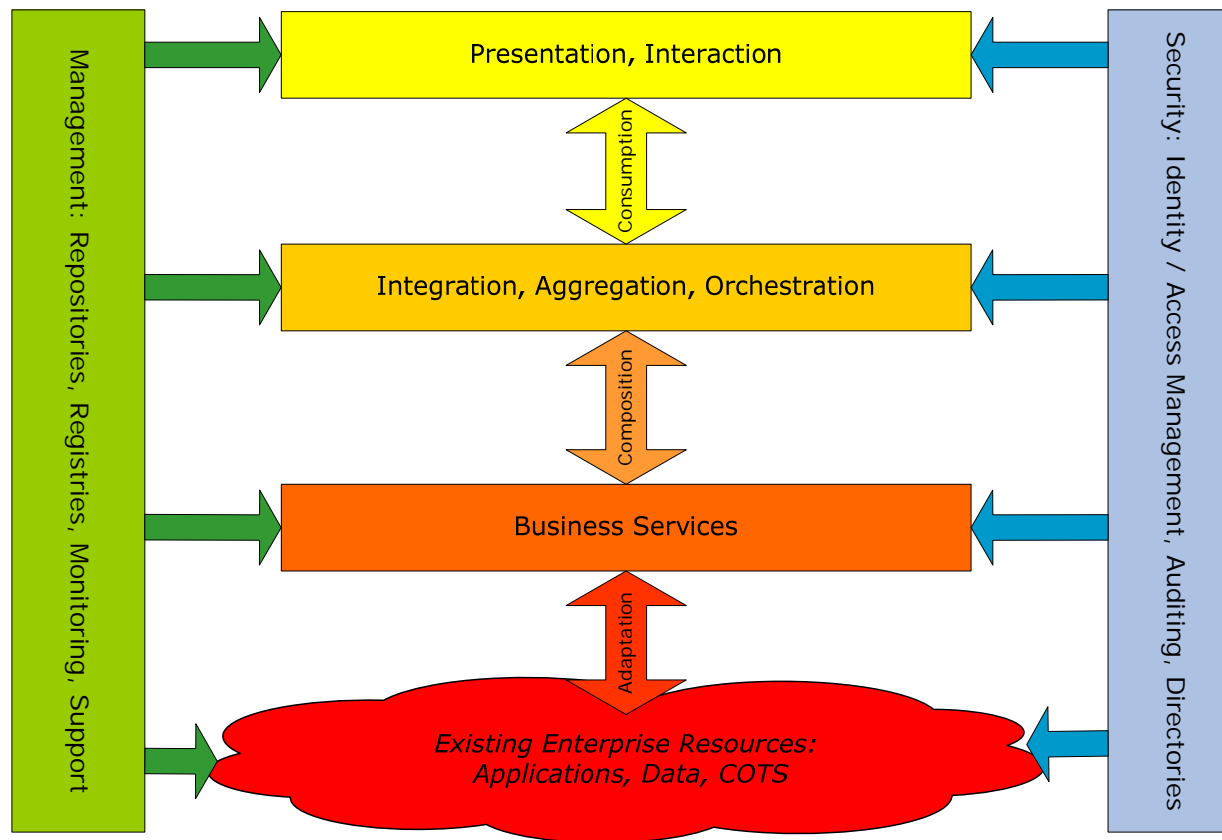 Management: Repositories, Registries, Monitoring, Support
Presentation, Interaction
Consumption
Integration, Aggregation, Orchestration
Composition
Business Services
Adaptation
Existing Enterprise Resources:
Applications, Data, COTS
Security: Identity / Access Management, Auditing, Directories